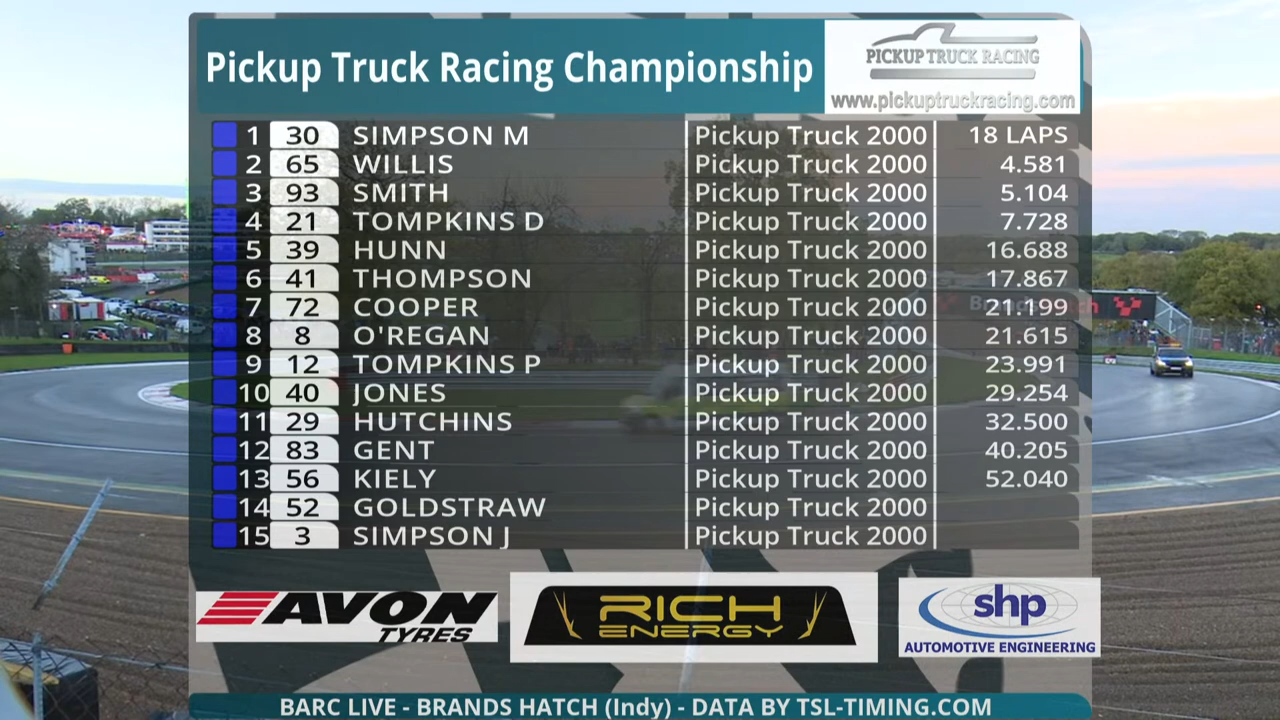 Pickup Truck Racing Championship
PICKUP TRUCK RACING
www.pickuptruckracing.com
1 30 SIMPSON M Pickup Truck 2000 18 LAPS
2 65 WILLIS Pickup Truck 2000 4.581
3 93 SMITH Pickup Truck 2000 5.104
4 21 TOMPKINS D Pickup Truck 2000 7.728
5 39 HUNN Pickup Truck 2000 16.688
6 41 THOMPSON Pickup Truck 2000 17.867
7 72 COOPER Pickup Truck 2000 21.199
8 8 O'REGAN Pickup Truck 2000 21.615
9 12 TOMPKINS P Pickup Truck 2000 23.991
10 40 JONES Pickup Truck 2000 29.254
11 29 HUTCHINS Pickup Truck 2000 32.500
12 83 GENT Pickup Truck 2000 40.205
13 56 KIELY Pickup Truck 2000 52.040
14 52 GOLDSTRAW Pickup Truck 2000
15 3 SIMPSON J Pickup Truck 2000
AVON
TYRES
RICH
ENERGY
shp
AUTOMOTIVE ENGINEERING
BARC LIVE - BRANDS HATCH (Indy) - DATA BY TSL-TIMING.COM